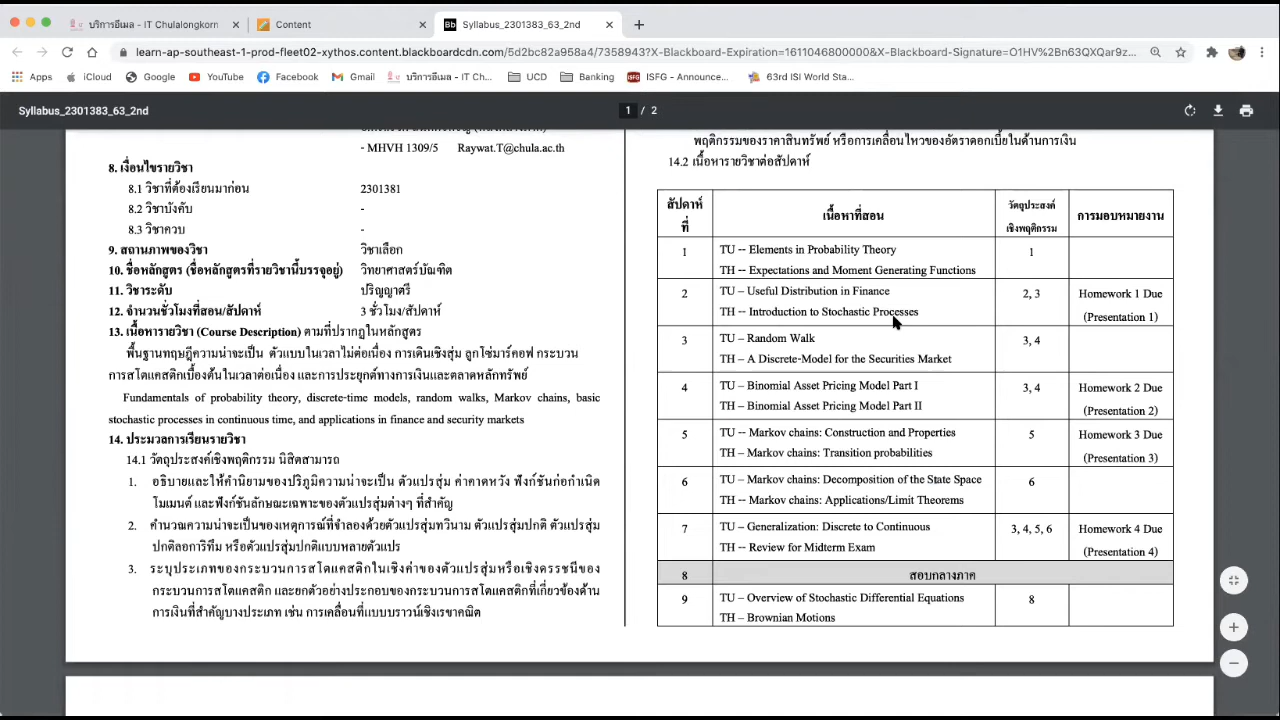 บริการอีเมล - IT Chulalongkorn
Content
Bb Syllabus_2301383_63_2nd
learn-ap-southeast-1-prod-fleet02-xythos.content.blackboardcdn.com/5d2bc82a958a4/7358943?X-Blackboard-Expiration=1611046800000&X-Blackboard-Signature=O1HV%2Bn63QXQar9z...
Apps iCloud Google YouTube Facebook Gmail บริการอีเมล - IT Ch... UCD Banking ISFG - Announce... 63rd ISI World Sta...
Syllabus_2301383_63_2nd
1 / 2
- MHVH 1309/5 Raywat.T@chula.ac.th
8. เงื่อนไขรายวิชา
8.1 วิชาที่ต้องเรียนมาก่อน 2301381
8.2 วิชาบังคับ -
8.3 วิชาควบ -
9. สถานภาพของวิชา วิชาเลือก
10. ชื่อหลักสูตร (ชื่อหลักสูตรที่รายวิชานี้บรรจุอยู่) วิทยาศาสตร์บัณฑิต
11. วิชาระดับ ปริญญาตรี
12. จำนวนชั่วโมงที่สอน/สัปดาห์ 3 ชั่วโมง/สัปดาห์
13. เนื้อหารายวิชา (Course Description) ตามที่ปรากฏในหลักสูตร
พื้นฐานทฤษฎีความน่าจะเป็น ตัวแบบในเวลาไม่ต่อเนื่อง การเดินเชิงสุ่ม ลูกโซ่มาร์คอฟ กระบวน
การสโตแคสติกเบื้องต้นในเวลาต่อเนื่อง และการประยุกต์ทางการเงินและตลาดหลักทรัพย์
Fundamentals of probability theory, discrete-time models, random walks, Markov chains, basic
stochastic processes in continuous time, and applications in finance and security markets
14. ประมวลการเรียนรายวิชา
14.1 วัตถุประสงค์เชิงพฤติกรรม นิสิตสามารถ
1. อธิบายและให้คำนิยามของปริภูมิความน่าจะเป็น ตัวแปรสุ่ม ค่าคาดหวัง ฟังก์ชันก่อกำเนิด
โมเมนต์ และฟังก์ชันลักษณะเฉพาะของตัวแปรสุ่มต่างๆ ที่สำคัญ
2. คำนวณความน่าจะเป็นของเหตุการณ์ที่จำลองด้วยตัวแปรสุ่มทวินาม ตัวแปรสุ่มปกติ ตัวแปรสุ่ม
ปกติลอการิทึม หรือตัวแปรสุ่มปกติแบบหลายตัวแปร
3. ระบุประเภทของกระบวนการสโตแคสติกในเชิงค่าของตัวแปรสุ่มหรือเชิงดรรชนีของ
กระบวนการสโตแคสติก และยกตัวอย่างประกอบของกระบวนการสโตแคสติกที่เกี่ยวข้องด้าน
การเงินที่สำคัญบางประเภท เช่น การเคลื่อนที่แบบบราวน์เชิงเรขาคณิต
พฤติกรรมของราคาสินทรัพย์ หรือการเคลื่อนไหวของอัตราดอกเบี้ยในด้านการเงิน
14.2 เนื้อหารายวิชาต่อสัปดาห์
สัปดาห์ที่ เนื้อหาที่สอน วัตถุประสงค์เชิงพฤติกรรม การมอบหมายงาน
1 TU -- Elements in Probability Theory 1
TH -- Expectations and Moment Generating Functions
2 TU – Useful Distribution in Finance 2, 3 Homework 1 Due
TH -- Introduction to Stochastic Processes (Presentation 1)
3 TU – Random Walk 3, 4
TH – A Discrete-Model for the Securities Market
4 TU – Binomial Asset Pricing Model Part I 3, 4 Homework 2 Due
TH – Binomial Asset Pricing Model Part II (Presentation 2)
5 TU -- Markov chains: Construction and Properties 5 Homework 3 Due
TH – Markov chains: Transition probabilities (Presentation 3)
6 TU – Markov chains: Decomposition of the State Space 6
TH -- Markov chains: Applications/Limit Theorems
7 TU – Generalization: Discrete to Continuous 3, 4, 5, 6 Homework 4 Due
TH -- Review for Midterm Exam (Presentation 4)
8 สอบกลางภาค
9 TU – Overview of Stochastic Differential Equations 8
TH – Brownian Motions